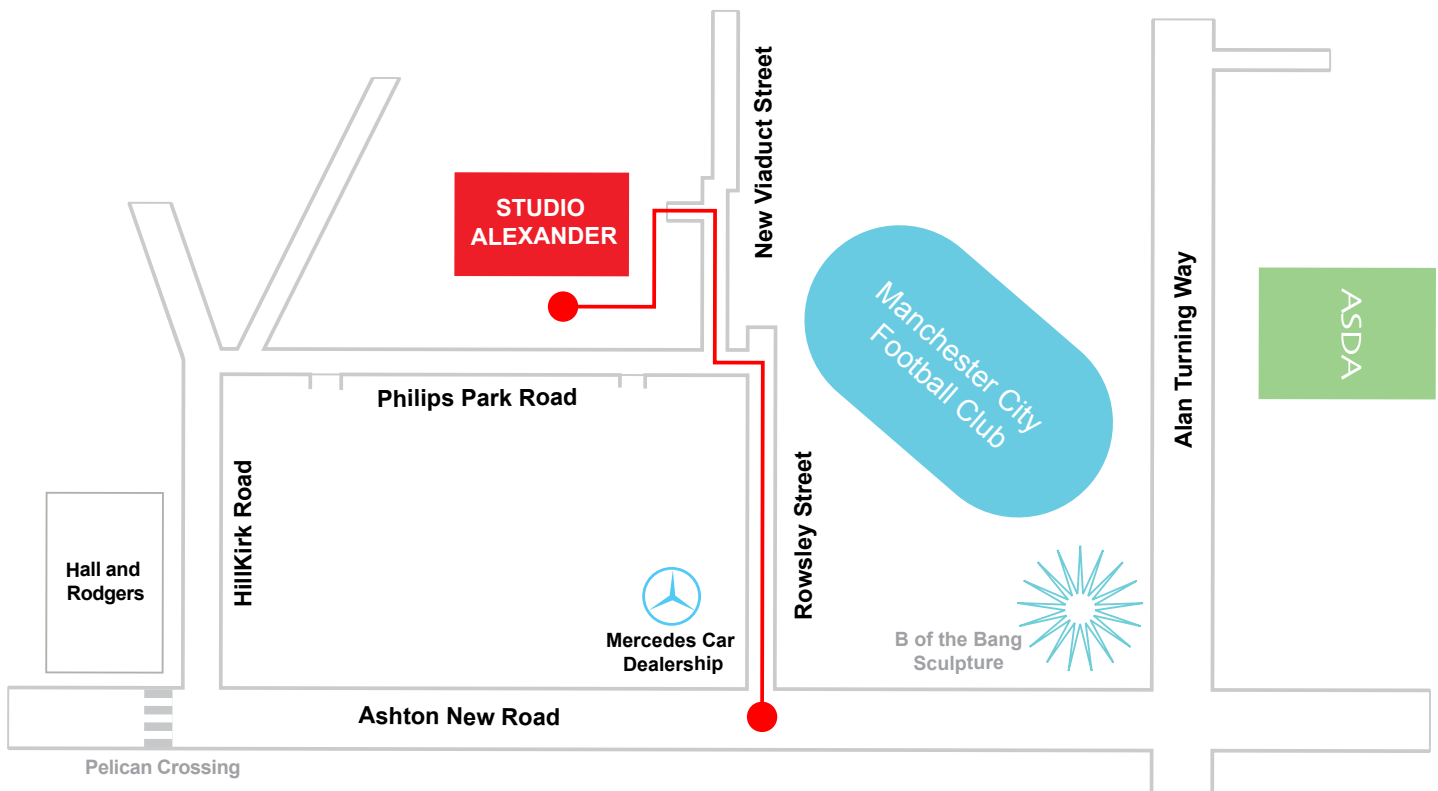 New Viaduct Street
STUDIO
ALEXANDER
Manchester City
Football Club
Alan Turning Way
ASDA
Philips Park Road
HillKirk Road
Rowsley Street
Hall and
Rodgers
Mercedes Car
Dealership
B of the Bang
Sculpture
Ashton New Road
Pelican Crossing